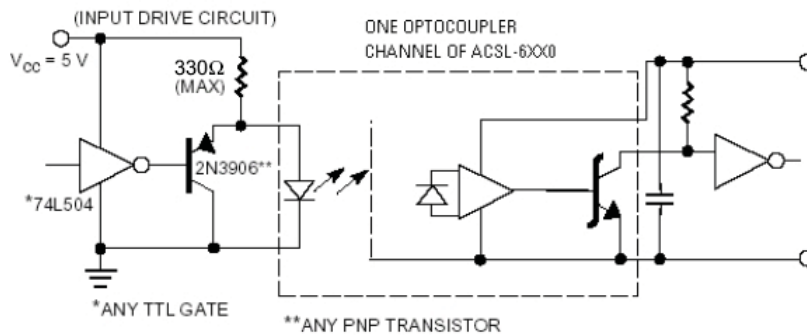 (INPUT DRIVE CIRCUIT)
ONE OPTOCOUPLER
CHANNEL OF ACSL-6XX0
VCC = 5 V
330Ω
(MAX)
2N3906**
*74L504
*ANY TTL GATE
**ANY PNP TRANSISTOR